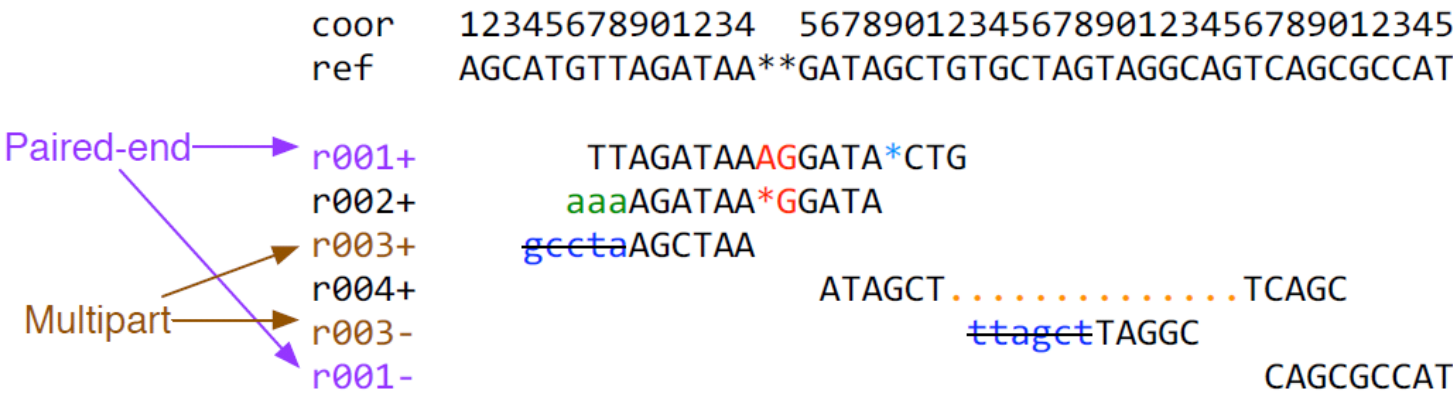 coor 12345678901234 5678901234567890123456789012345
ref AGCATGTTAGATAA**GATAGCTGTGCTAGTAGGCAGTCAGCGCCAT
Paired-end r001+ TTAGATAAAGGATA*CTG
r002+ aaaAGATAA*GGATA
r003+ gcctaAGCTAA
r004+ ATAGCT..............TCAGC
Multipart r003- ttagctTAGGC
r001- CAGCGCCAT